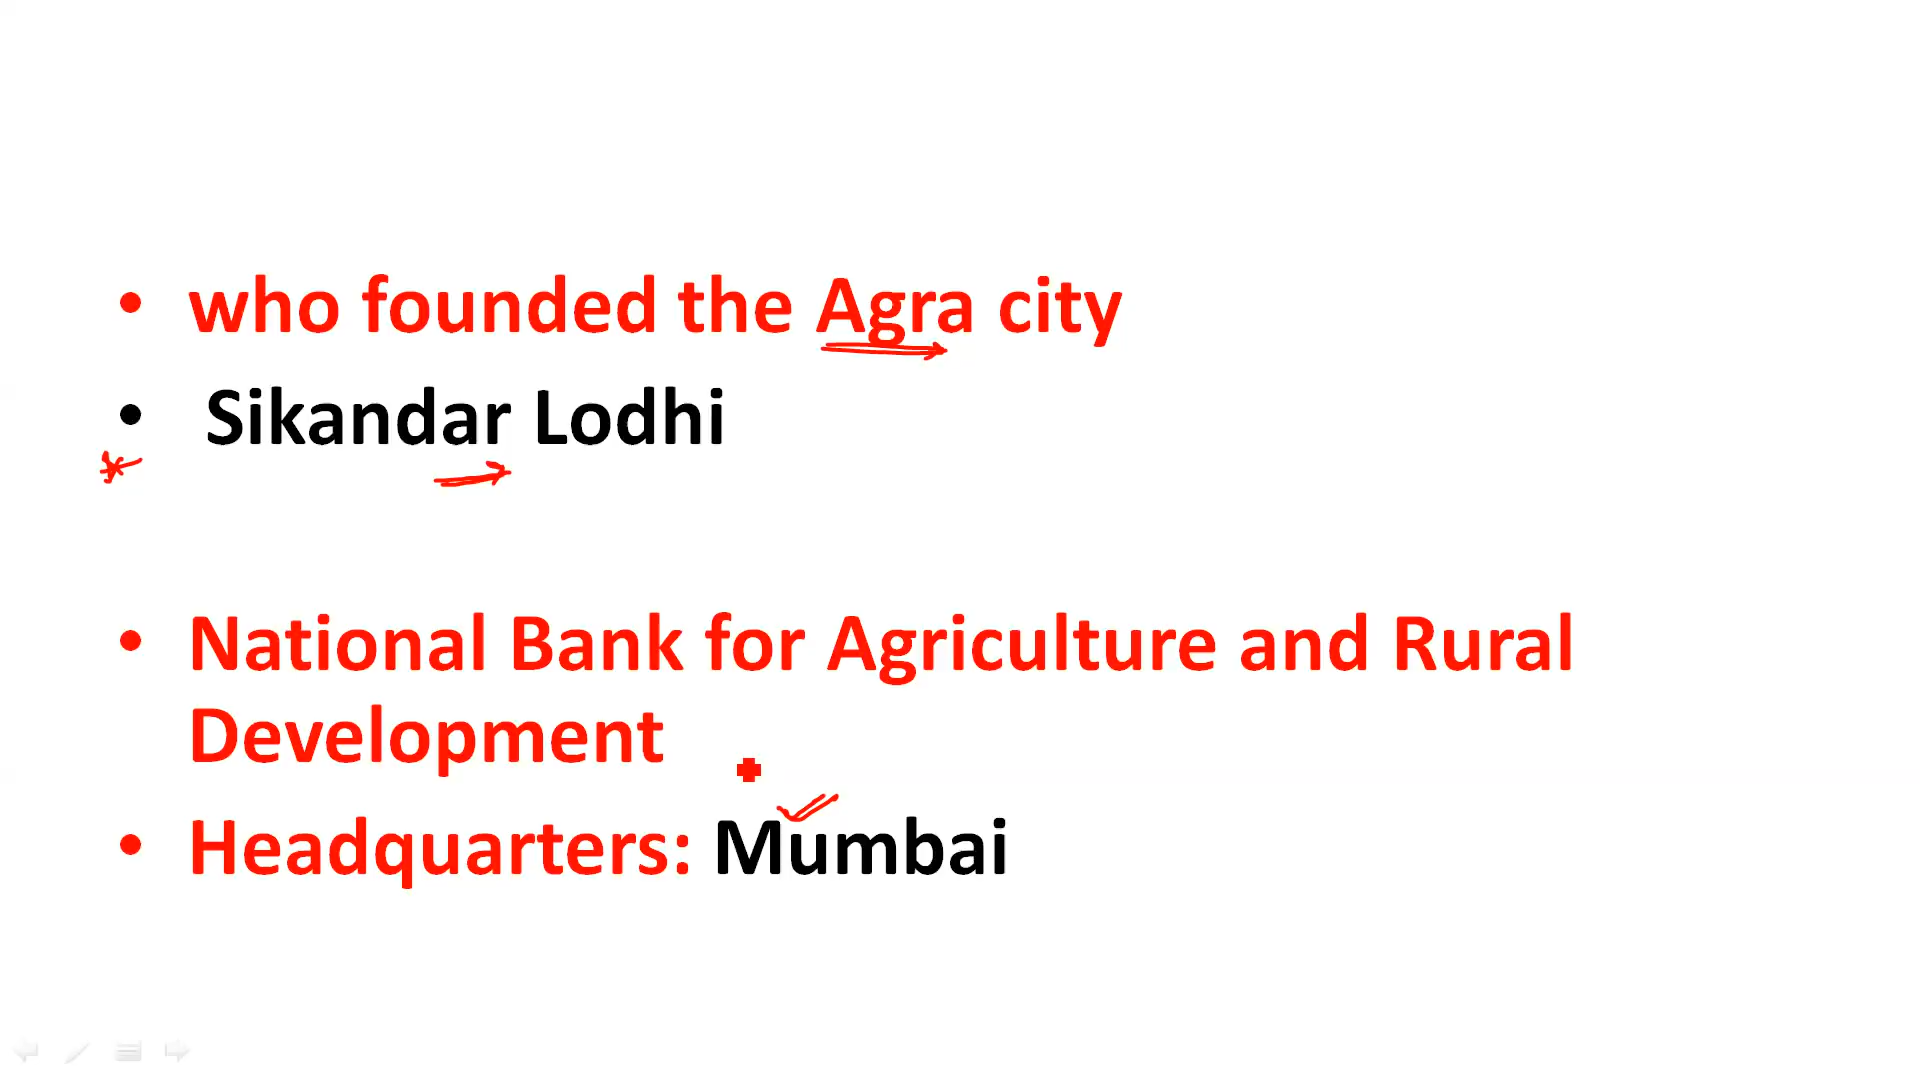 • who founded the Agra city
• Sikandar Lodhi
• National Bank for Agriculture and Rural
Development
• Headquarters: Mumbai